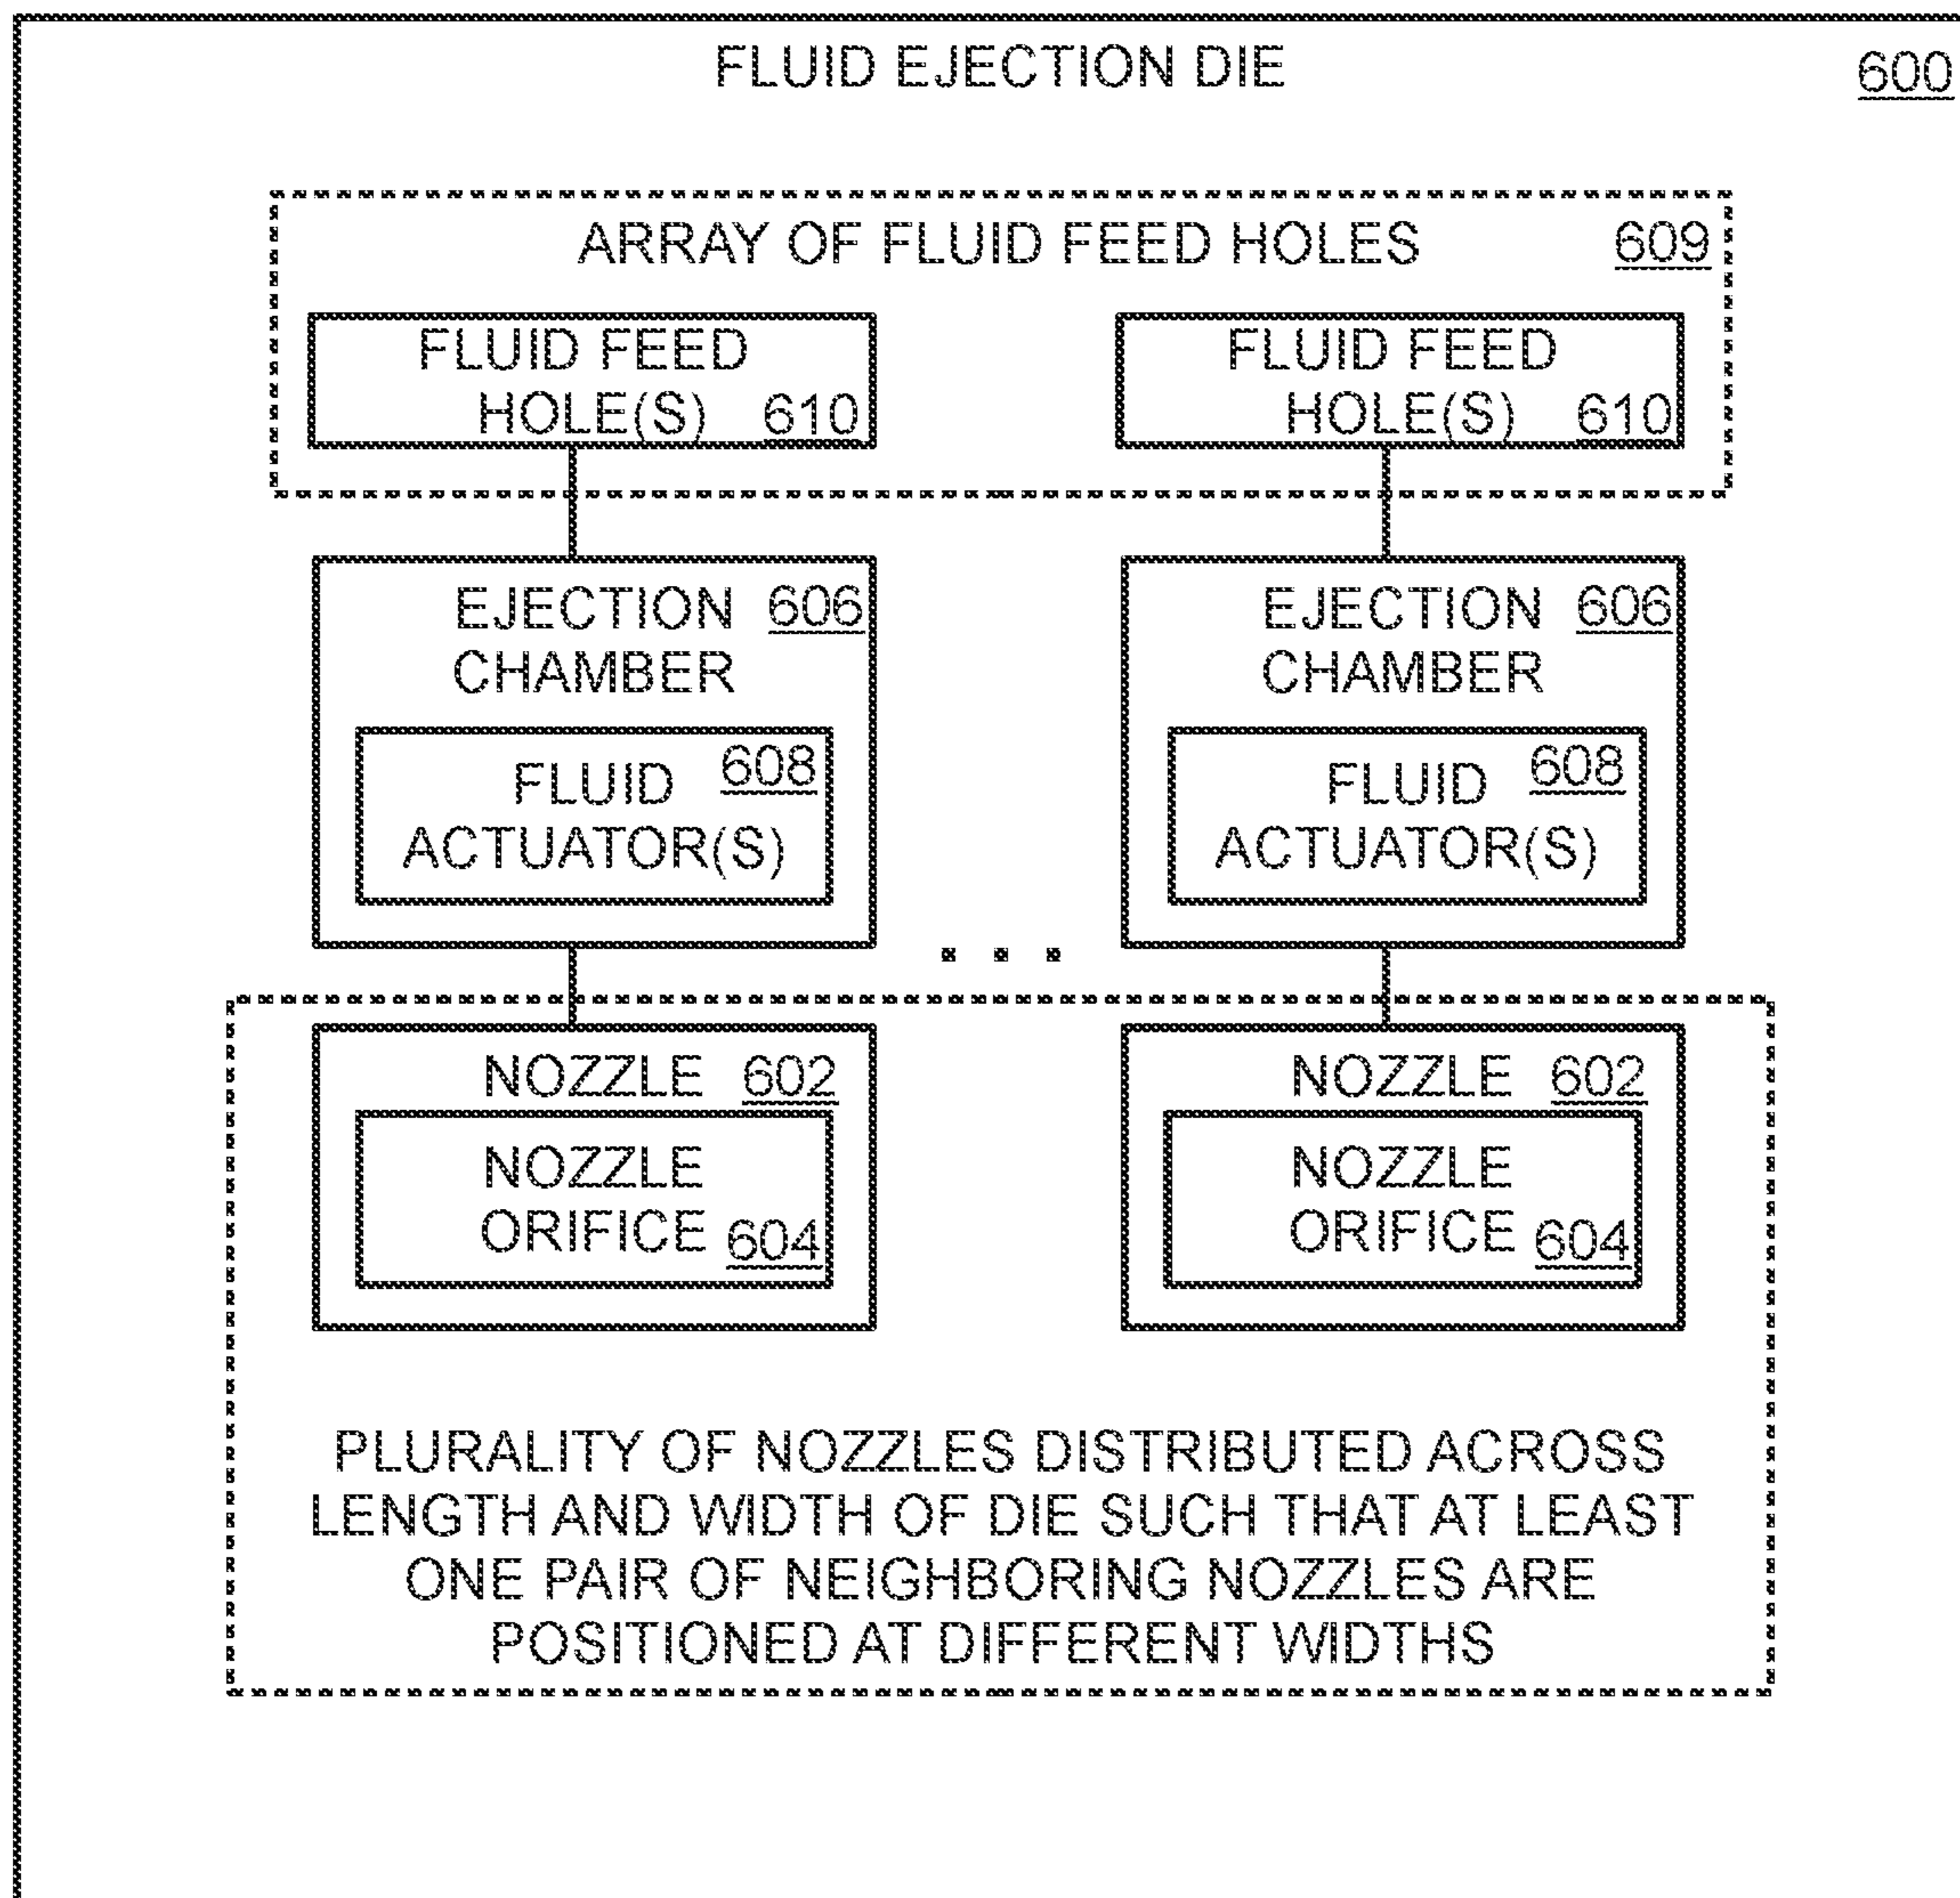 FLUID EJECTION DIE 600
ARRAY OF FLUID FEED HOLES 609
FLUID FEED
HOLE(S) 610
FLUID FEED
HOLE(S) 610
EJECTION 606
CHAMBER
FLUID 608
ACTUATOR(S)
EJECTION 606
CHAMBER
FLUID 608
ACTUATOR(S)
. . .
NOZZLE 602
NOZZLE
ORIFICE 604
NOZZLE 602
NOZZLE
ORIFICE 604
PLURALITY OF NOZZLES DISTRIBUTED ACROSS
LENGTH AND WIDTH OF DIE SUCH THAT AT LEAST
ONE PAIR OF NEIGHBORING NOZZLES ARE
POSITIONED AT DIFFERENT WIDTHS